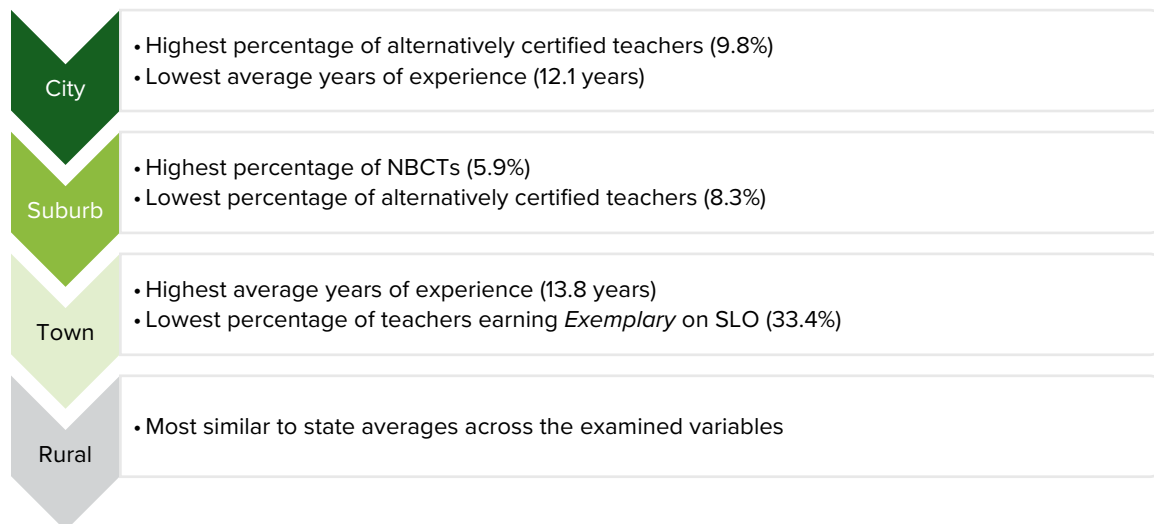 City
• Highest percentage of alternatively certified teachers (9.8%)
• Lowest average years of experience (12.1 years)
Suburb
• Highest percentage of NBCTs (5.9%)
• Lowest percentage of alternatively certified teachers (8.3%)
Town
• Highest average years of experience (13.8 years)
• Lowest percentage of teachers earning Exemplary on SLO (33.4%)
Rural
• Most similar to state averages across the examined variables